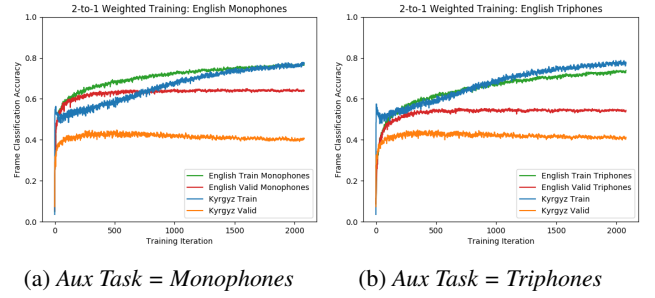 2-to-1 Weighted Training: English Monophones
Frame Classification Accuracy
1.0
0.8
0.6
0.4
0.2
0.0
0 500 1000 1500 2000
Training Iteration
English Train Monophones
English Valid Monophones
Kyrgyz Train
Kyrgyz Valid
(a) Aux Task = Monophones
2-to-1 Weighted Training: English Triphones
Frame Classification Accuracy
1.0
0.8
0.6
0.4
0.2
0.0
0 500 1000 1500 2000
Training Iteration
English Train Triphones
English Valid Triphones
Kyrgyz Train
Kyrgyz Valid
(b) Aux Task = Triphones